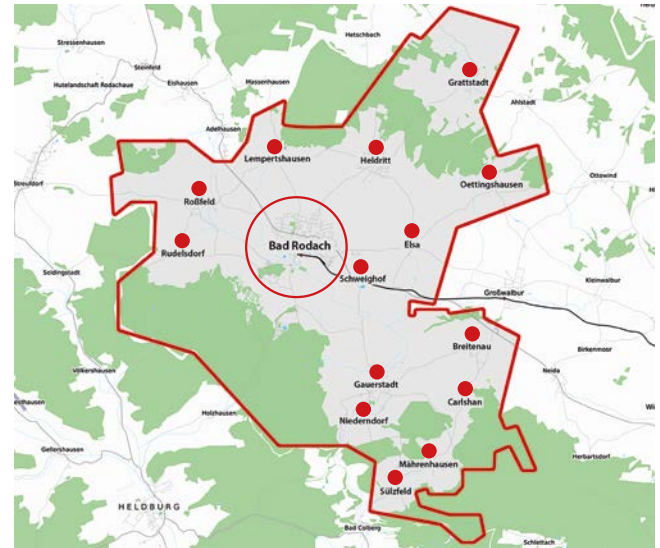 Hetschbach
Stressenhausen
Steinfeld
Grattstadt
Hutelandschaft Rodachaue
Eishausen
Massenhausen
Ahlstadt
Adelhausen
Lempertshausen
Heldritt
Oettingshausen
Ottowind
Streufdorf
Roßfeld
Rudelsdorf
Bad Rodach
Elsa
Seidingstadt
Schweighof
Kleinwalbur
Großwalbur
Breitenau
Birkenmoor
Völkershausen
Gauerstadt
Neida
Carlshan
Holzhausen
Niederndorf
Gellershausen
Mährenhausen
Herbartsdorf
Sülzfeld
HELDBURG
Bad Colberg
Schlettach